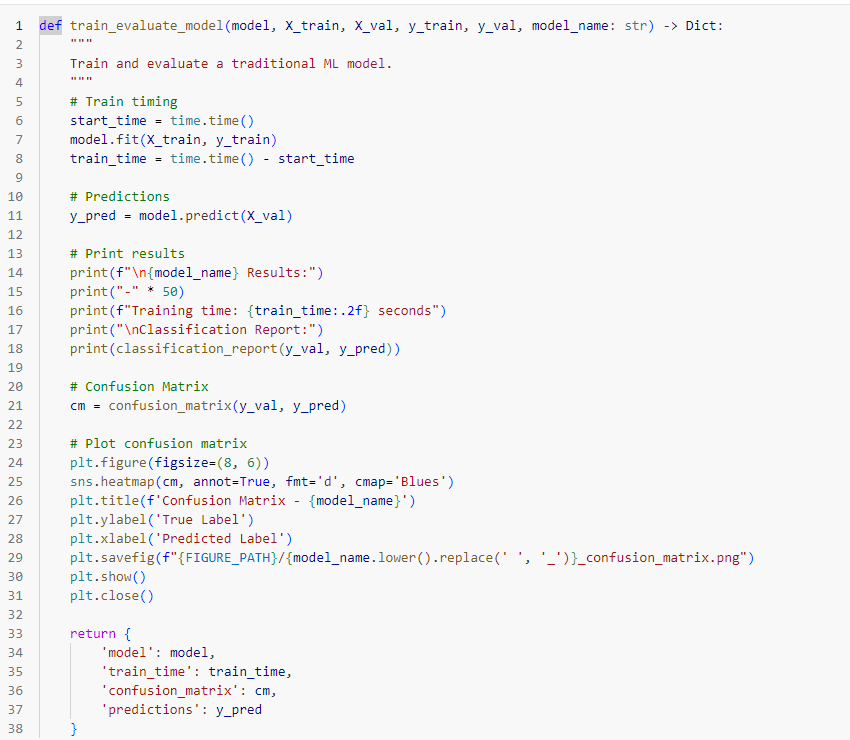 1 def train_evaluate_model(model, X_train, X_val, y_train, y_val, model_name: str) -> Dict:
2     """
3     Train and evaluate a traditional ML model.
4     """
5     # Train timing
6     start_time = time.time()
7     model.fit(X_train, y_train)
8     train_time = time.time() - start_time
9
10     # Predictions
11     y_pred = model.predict(X_val)
12
13     # Print results
14     print(f"\n{model_name} Results:")
15     print("-" * 50)
16     print(f"Training time: {train_time:.2f} seconds")
17     print("\nClassification Report:")
18     print(classification_report(y_val, y_pred))
19
20     # Confusion Matrix
21     cm = confusion_matrix(y_val, y_pred)
22
23     # Plot confusion matrix
24     plt.figure(figsize=(8, 6))
25     sns.heatmap(cm, annot=True, fmt='d', cmap='Blues')
26     plt.title(f'Confusion Matrix - {model_name}')
27     plt.ylabel('True Label')
28     plt.xlabel('Predicted Label')
29     plt.savefig(f"{FIGURE_PATH}/{model_name.lower().replace(' ', '_')}_confusion_matrix.png")
30     plt.show()
31     plt.close()
32
33     return {
34         'model': model,
35         'train_time': train_time,
36         'confusion_matrix': cm,
37         'predictions': y_pred
38     }